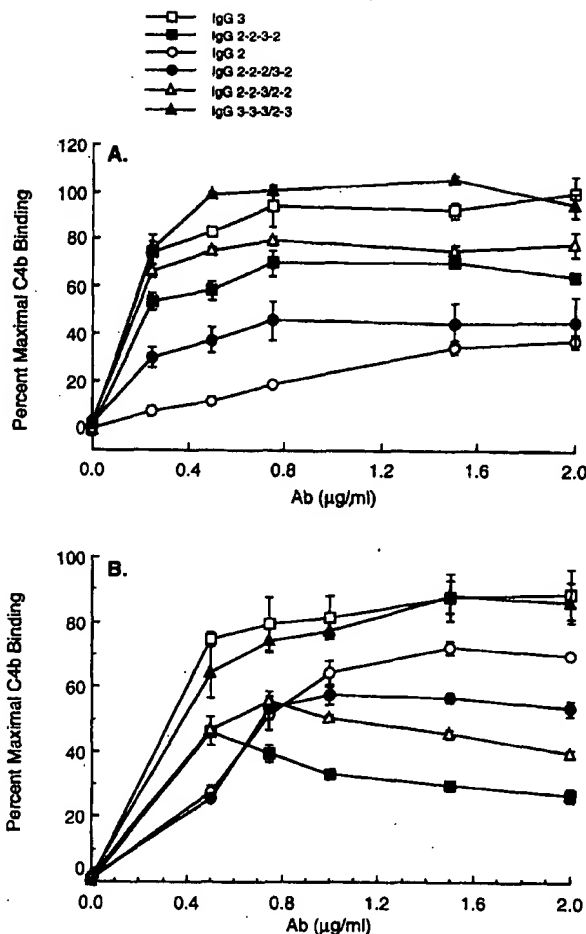 IgG 3
IgG 2-2-3-2
IgG 2
IgG 2-2-2/3-2
IgG 2-2-3/2-2
IgG 3-3-3/2-3
A.
120
100
80
60
40
20
0
Percent Maximal C4b Binding
0.0 0.4 0.8 1.2 1.6 2.0
Ab (µg/ml)
B.
100
80
60
40
20
0
Percent Maximal C4b Binding
0.0 0.4 0.8 1.2 1.6 2.0
Ab (µg/ml)